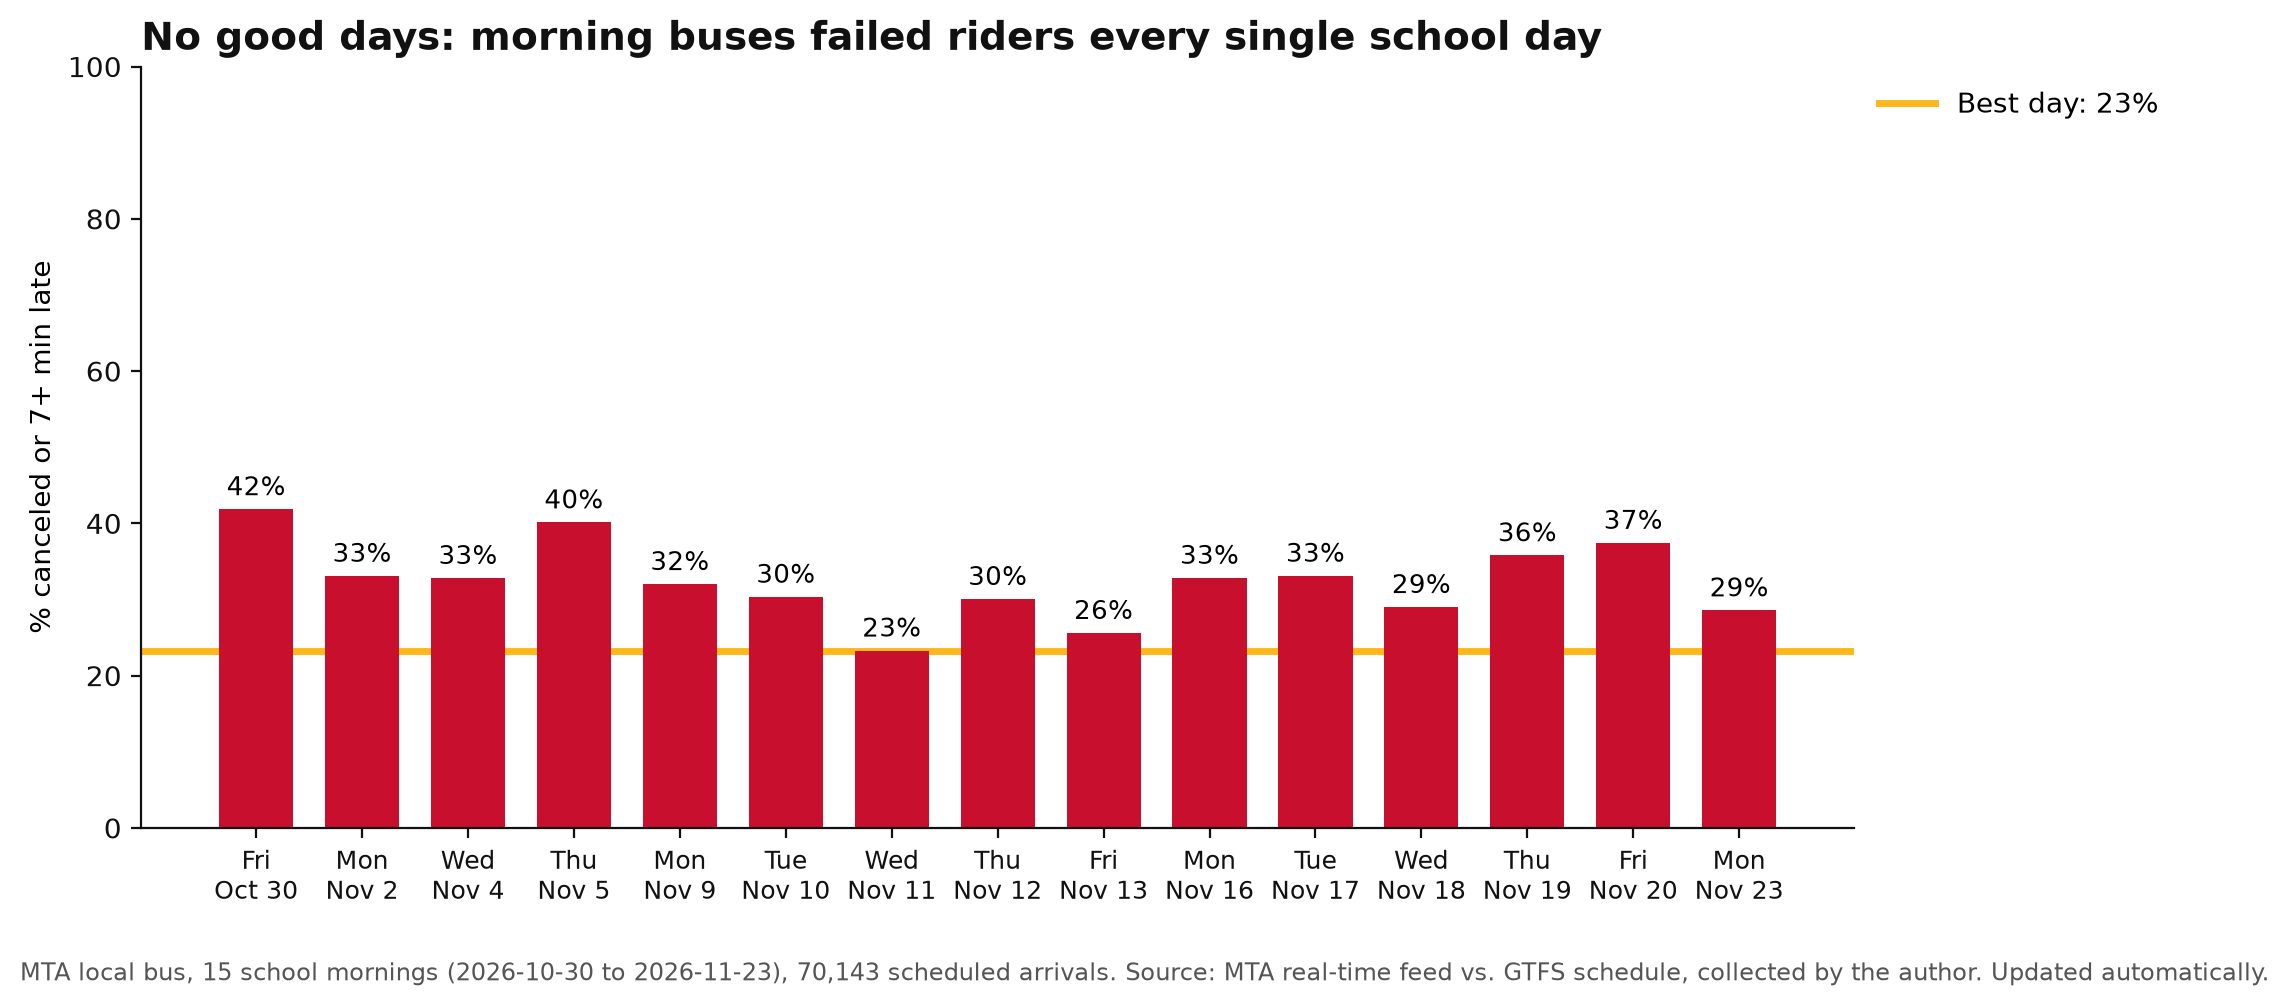 No good days: morning buses failed riders every single school day
Best day: 23%
% canceled or 7+ min late
100
80
60
40
20
0
42%
33%
33%
40%
32%
30%
23%
30%
26%
33%
33%
29%
36%
37%
29%
Fri
Oct 30
Mon
Nov 2
Wed
Nov 4
Thu
Nov 5
Mon
Nov 9
Tue
Nov 10
Wed
Nov 11
Thu
Nov 12
Fri
Nov 13
Mon
Nov 16
Tue
Nov 17
Wed
Nov 18
Thu
Nov 19
Fri
Nov 20
Mon
Nov 23
MTA local bus, 15 school mornings (2026-10-30 to 2026-11-23), 70,143 scheduled arrivals. Source: MTA real-time feed vs. GTFS schedule, collected by the author. Updated automatically.